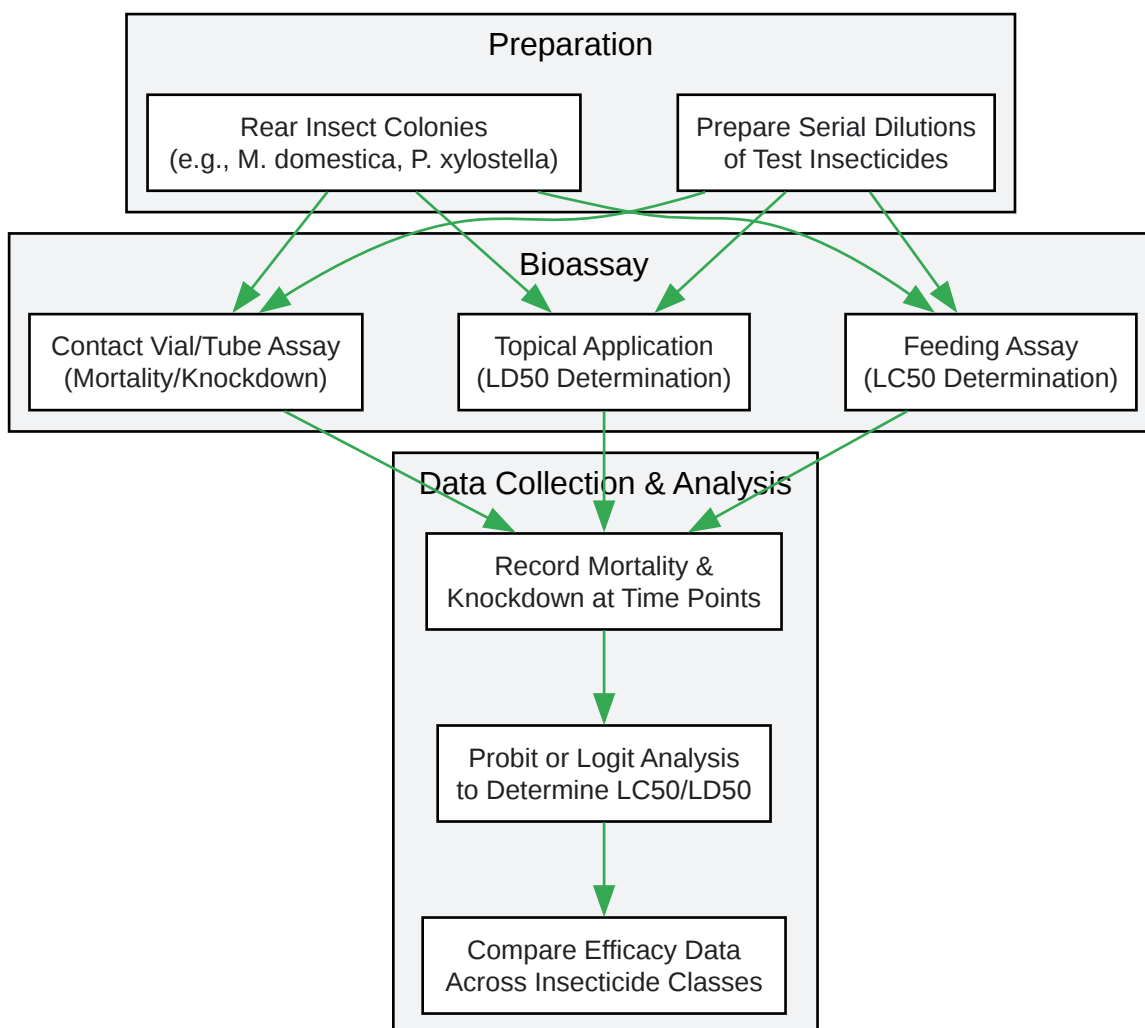 Preparation
Rear Insect Colonies
(e.g., M. domestica, P. xylostella)
Prepare Serial Dilutions
of Test Insecticides
Bioassay
Contact Vial/Tube Assay
(Mortality/Knockdown)
Topical Application
(LD50 Determination)
Feeding Assay
(LC50 Determination)
Data Collection & Analysis
Record Mortality &
Knockdown at Time Points
Probit or Logit Analysis
to Determine LC50/LD50
Compare Efficacy Data
Across Insecticide Classes